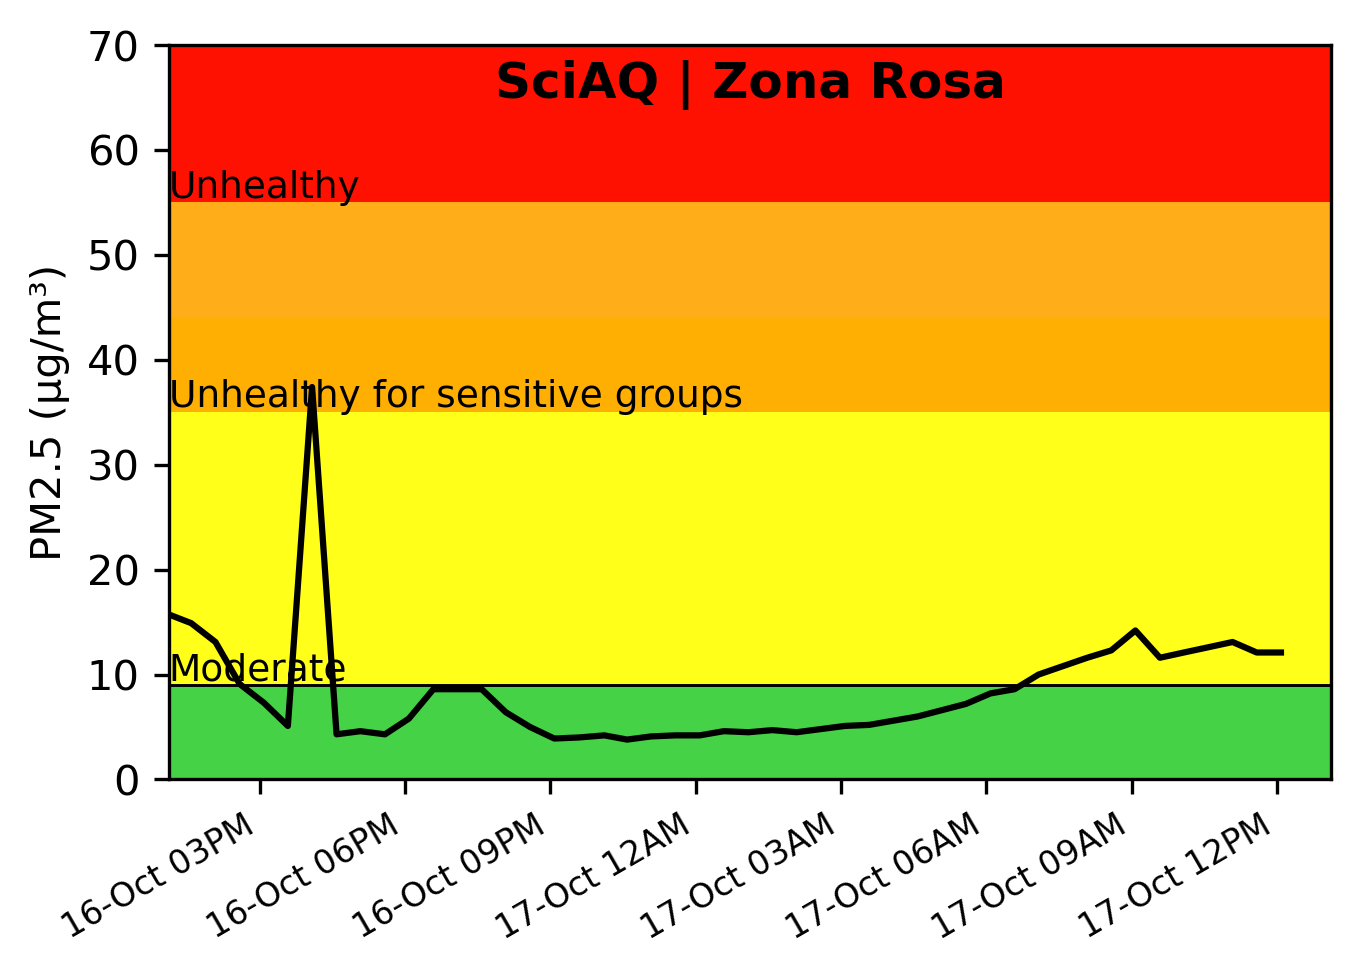 SciAQ | Zona Rosa
PM2.5 (µg/m³)
70
60
50
40
30
20
10
0
Unhealthy
Unhealthy for sensitive groups
Moderate
16-Oct 03PM
16-Oct 06PM
16-Oct 09PM
17-Oct 12AM
17-Oct 03AM
17-Oct 06AM
17-Oct 09AM
17-Oct 12PM